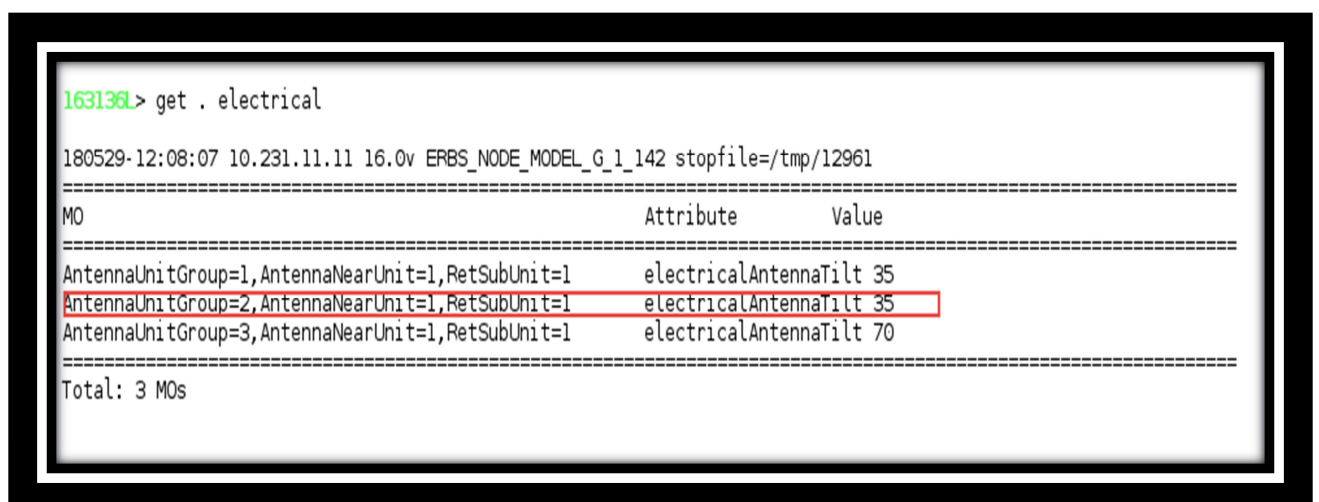 163136L> get . electrical
180529-12:08:07 10.231.11.11 16.0v ERBS_NODE_MODEL_G_1_142 stopfile=/tmp/12961
=================================================================================================================
MO Attribute Value
=================================================================================================================
AntennaUnitGroup=1,AntennaNearUnit=1,RetSubUnit=1 electricalAntennaTilt 35
AntennaUnitGroup=2,AntennaNearUnit=1,RetSubUnit=1 electricalAntennaTilt 35
AntennaUnitGroup=3,AntennaNearUnit=1,RetSubUnit=1 electricalAntennaTilt 70
=================================================================================================================
Total: 3 MOs